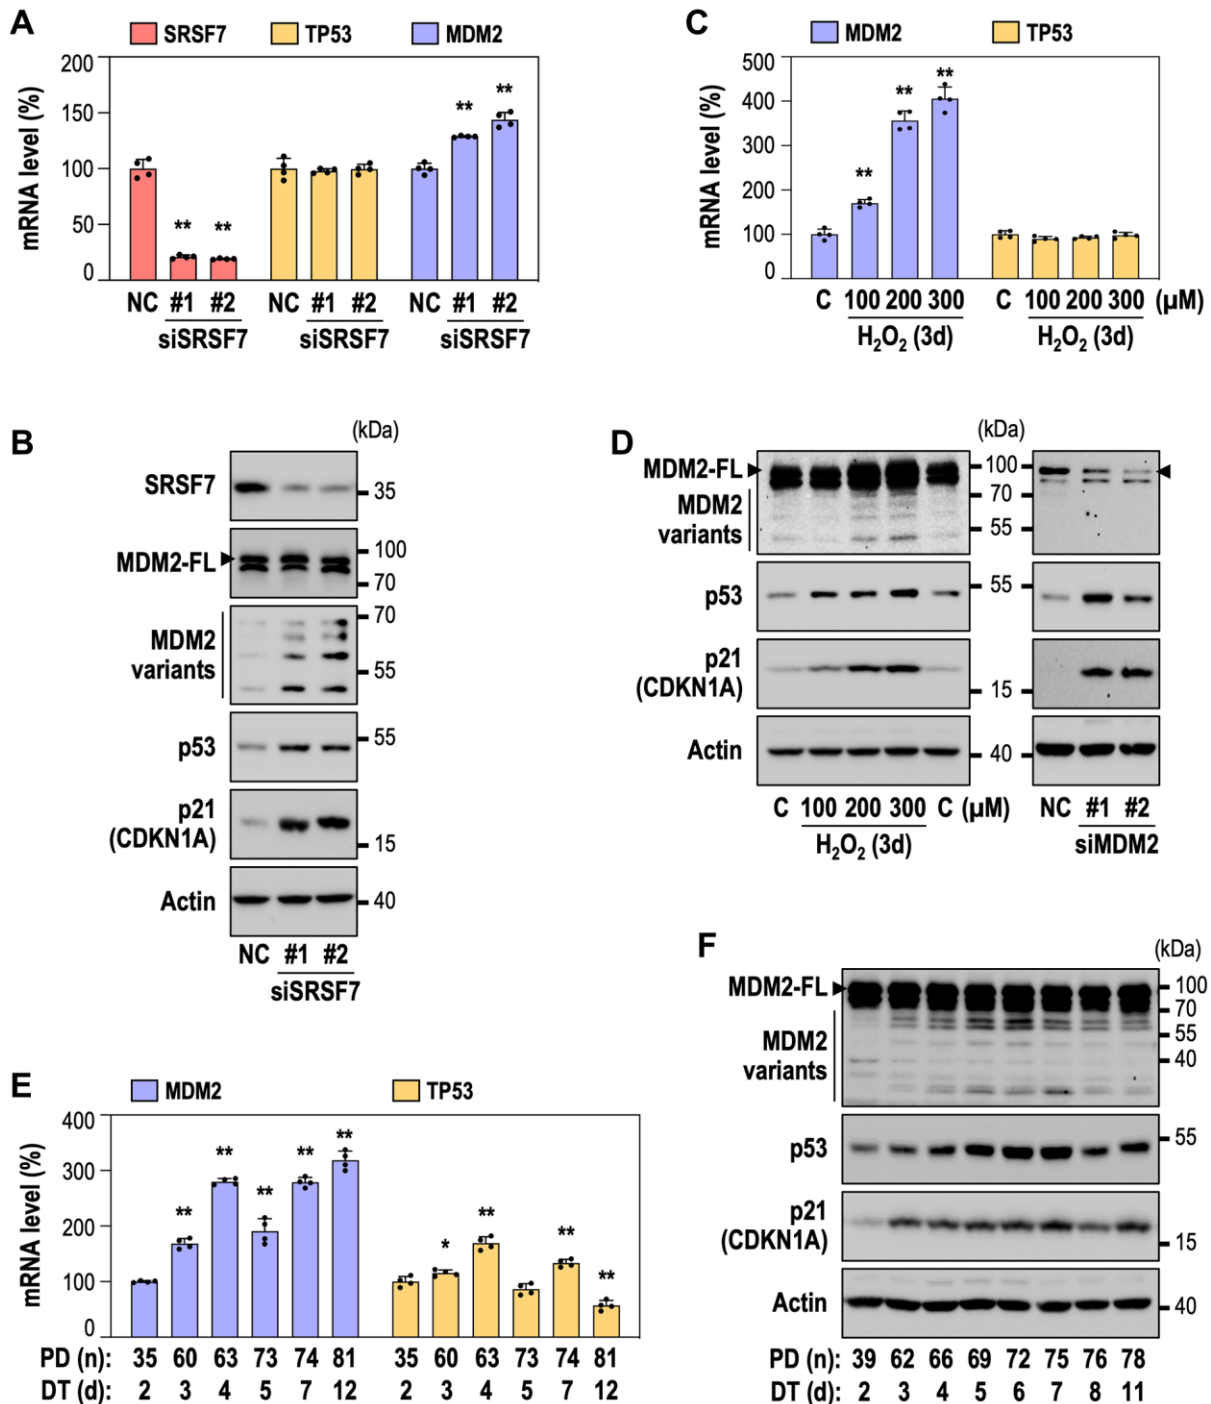 A
SRSF7 TP53 MDM2
mRNA level (%)
200
150
100
50
0
** ** ** **
NC #1 #2 NC #1 #2 NC #1 #2
siSRSF7 siSRSF7 siSRSF7
C
MDM2 TP53
mRNA level (%)
500
400
300
200
100
0
** ** **
C 100 200 300 C 100 200 300 (µM)
H₂O₂ (3d) H₂O₂ (3d)
B
(kDa)
SRSF7
35
MDM2-FL
100
70
MDM2
variants
70
55
p53
55
p21
(CDKN1A)
15
Actin
40
NC #1 #2
siSRSF7
D
(kDa)
MDM2-FL
MDM2
variants
100
70
55
p53
55
p21
(CDKN1A)
15
Actin
40
C 100 200 300 C (µM) NC #1 #2
H₂O₂ (3d) siMDM2
E
MDM2 TP53
mRNA level (%)
400
300
200
100
0
** ** ** ** ** * ** ** **
PD (n): 35 60 63 73 74 81 35 60 63 73 74 81
DT (d): 2 3 4 5 7 12 2 3 4 5 7 12
F
(kDa)
MDM2-FL
MDM2
variants
100
70
55
40
p53
55
p21
(CDKN1A)
15
Actin
40
PD (n): 39 62 66 69 72 75 76 78
DT (d): 2 3 4 5 6 7 8 11